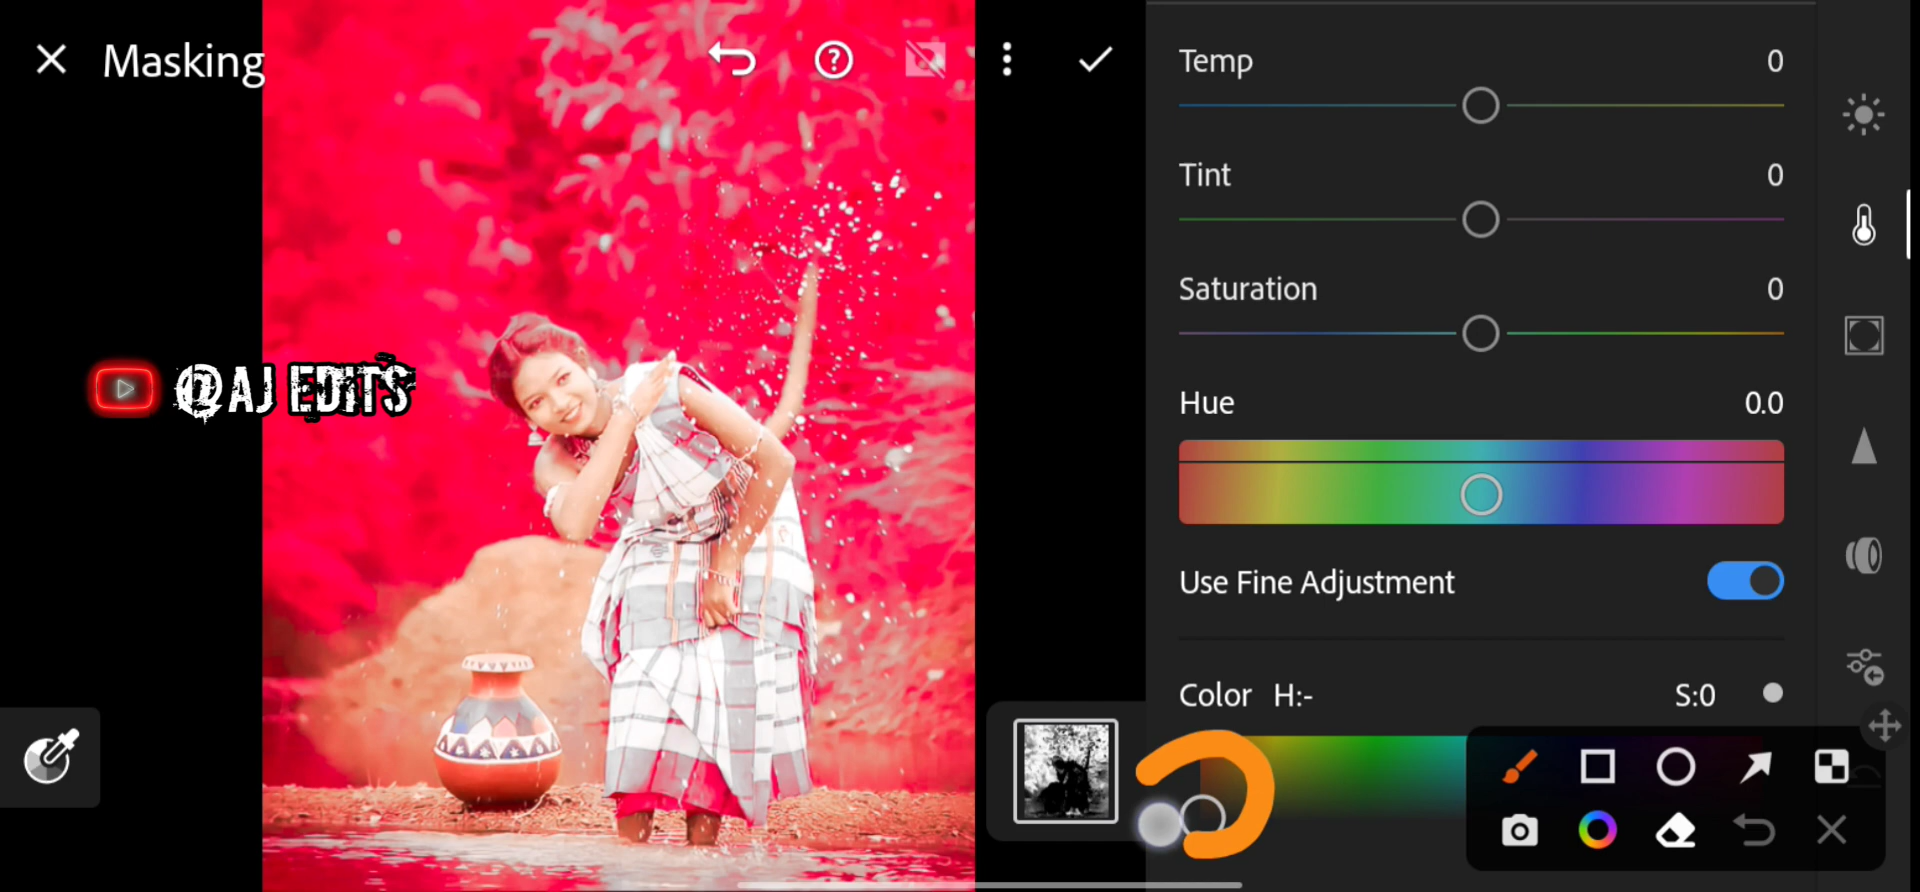 Masking
Temp 0
Tint 0
Saturation 0
@AJ EDITS
Hue 0.0
Use Fine Adjustment
Color H:- S:0